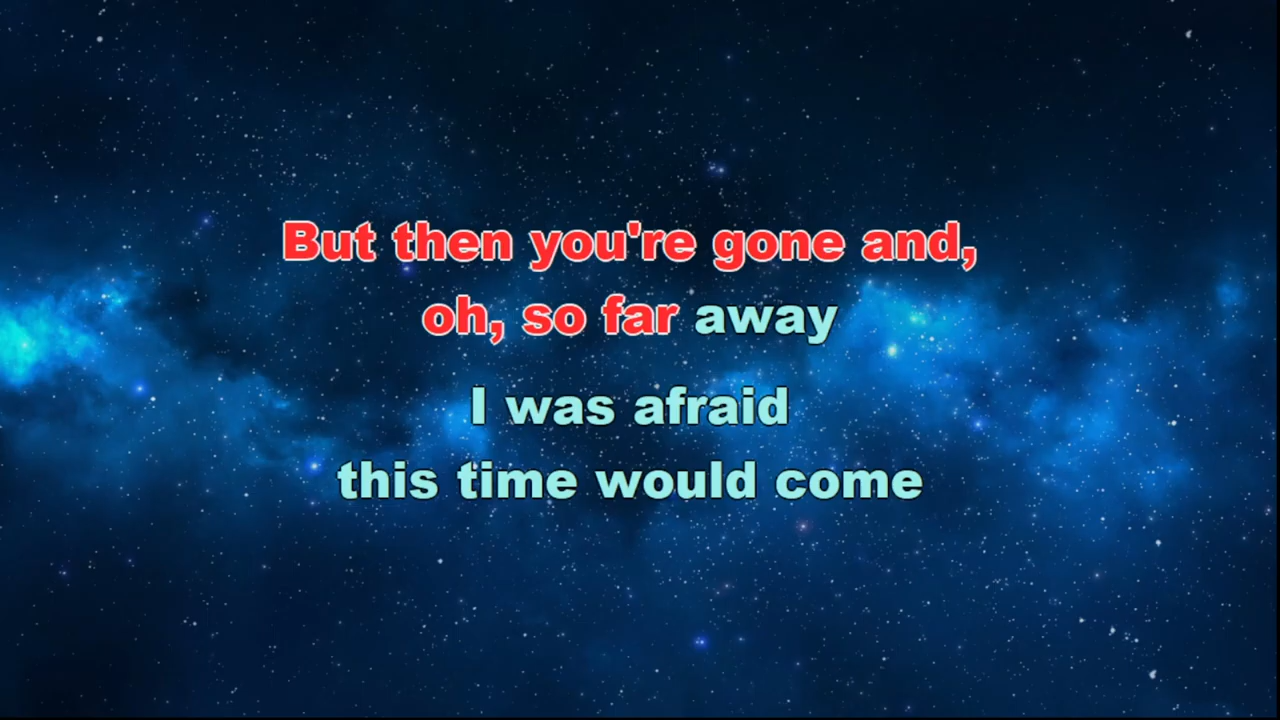 But then you're gone and,
oh, so far away
I was afraid
this time would come